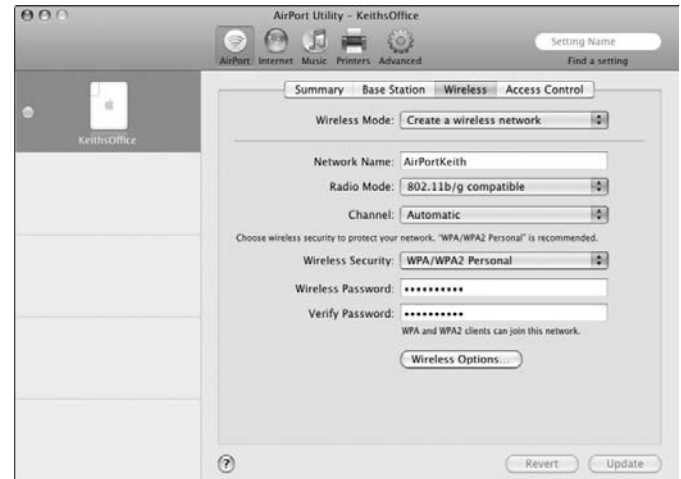 AirPort Utility – KeithsOffice
AirPort Internet Music Printers Advanced
Setting Name
Find a setting
KeithsOffice
Summary Base Station Wireless Access Control
Wireless Mode: Create a wireless network
Network Name: AirPortKeith
Radio Mode: 802.11b/g compatible
Channel: Automatic
Choose wireless security to protect your network. "WPA/WPA2 Personal" is recommended.
Wireless Security: WPA/WPA2 Personal
Wireless Password: ••••••••••
Verify Password: ••••••••••
WPA and WPA2 clients can join this network.
Wireless Options...
? Revert Update